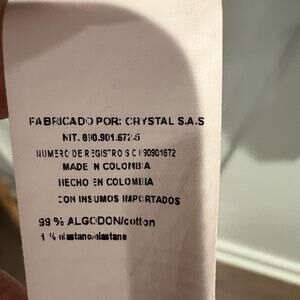 FABRICADO POR: CRYSTAL S.A.S
NIT. 890.901.672-5
NUMERO DE REGISTRO S C 890901672
MADE IN COLOMBIA
HECHO EN COLOMBIA
CON INSUMOS IMPORTADOS
99 % ALGODON/cotton
1 % elastano/elastane